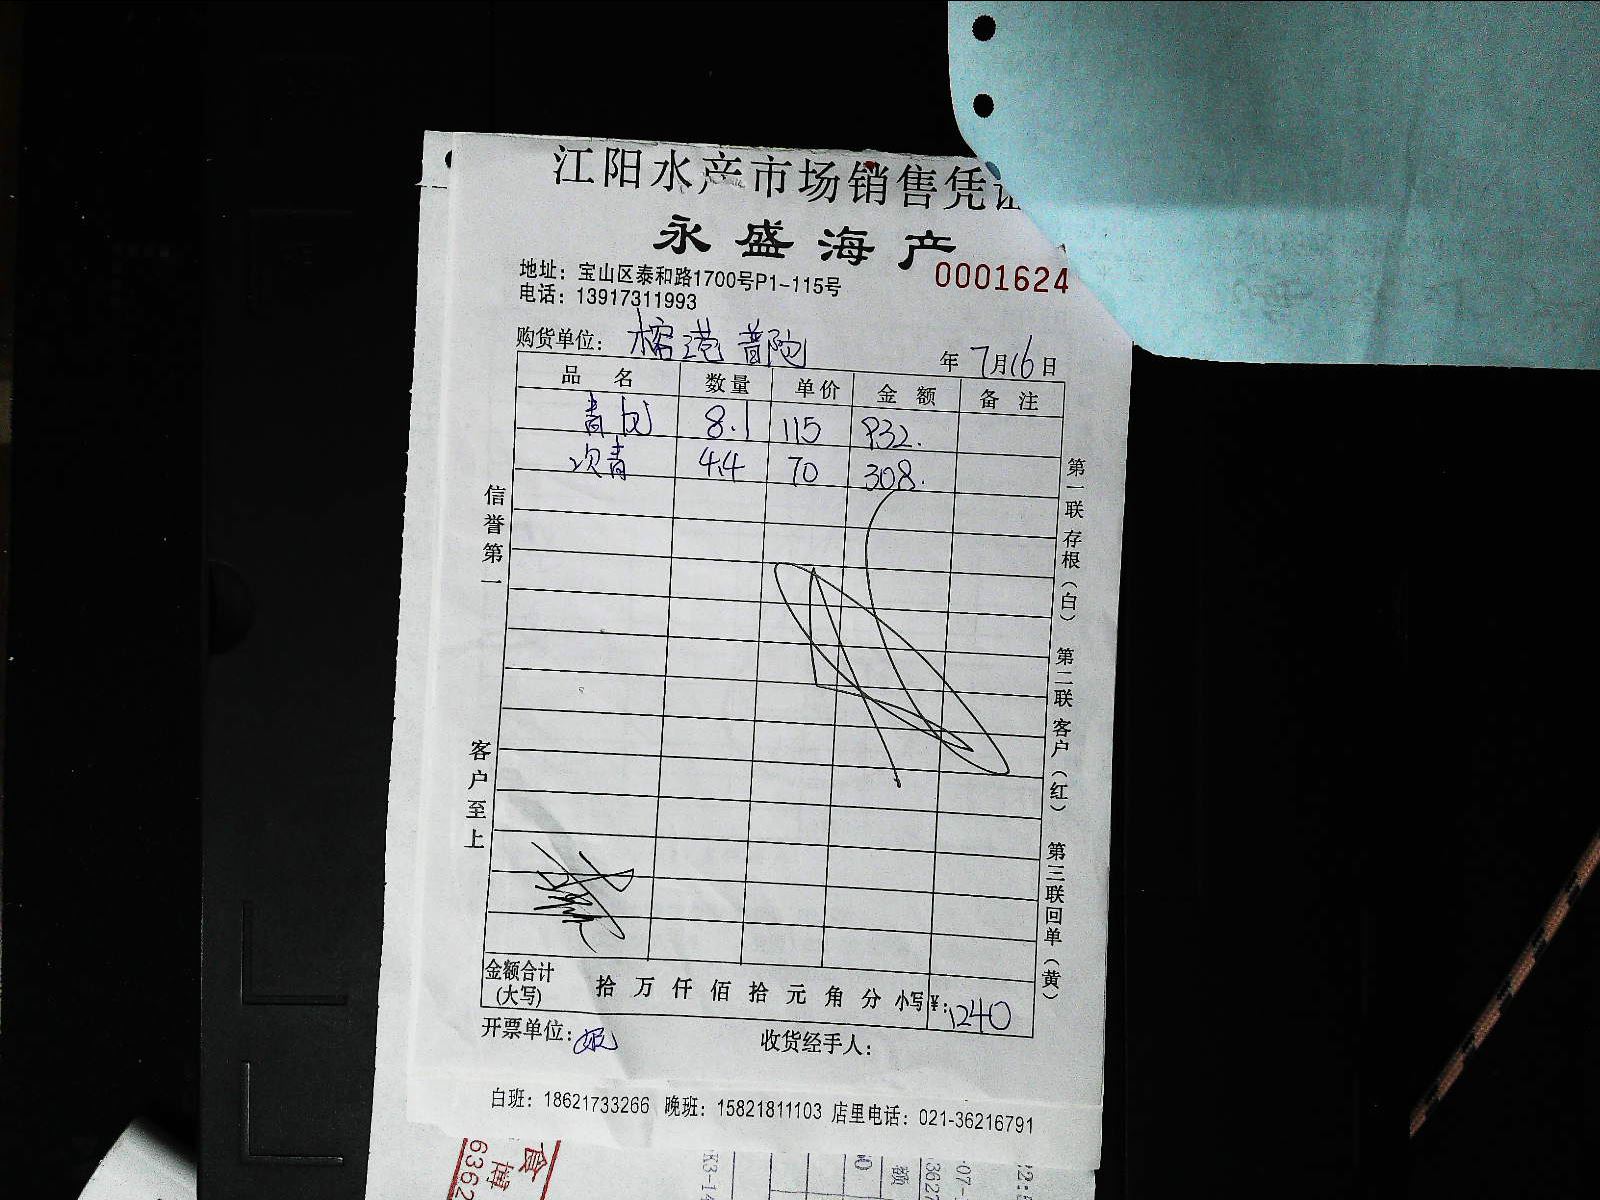 江阳水产市场销售凭证
永盛海产
0001624
地址：宝山区泰和路1700号P1-115号
电话：13917311993
购货单位：榕港 普陀
年 7月16日
品 名 数量 单价 金 额 备 注
青 8.1 115 932.
次青 4.4 70 308.
信誉第一
客户至上
第一联 存根（白） 第二联 客户（红） 第三联 回单（黄）
金额合计(大写) 拾 万 仟 佰 拾 元 角 分 小写 ¥: 1240
开票单位：
收货经手人：
白班：18621733266 晚班：15821811103 店里电话：021-36216791